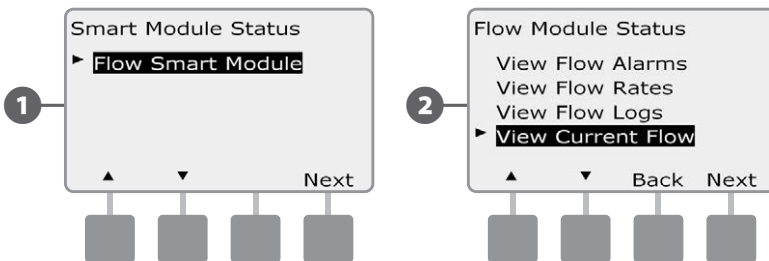 1
Smart Module Status
► Flow Smart Module
▲ ▼ Next
2
Flow Module Status
View Flow Alarms
View Flow Rates
View Flow Logs
► View Current Flow
▲ ▼ Back Next